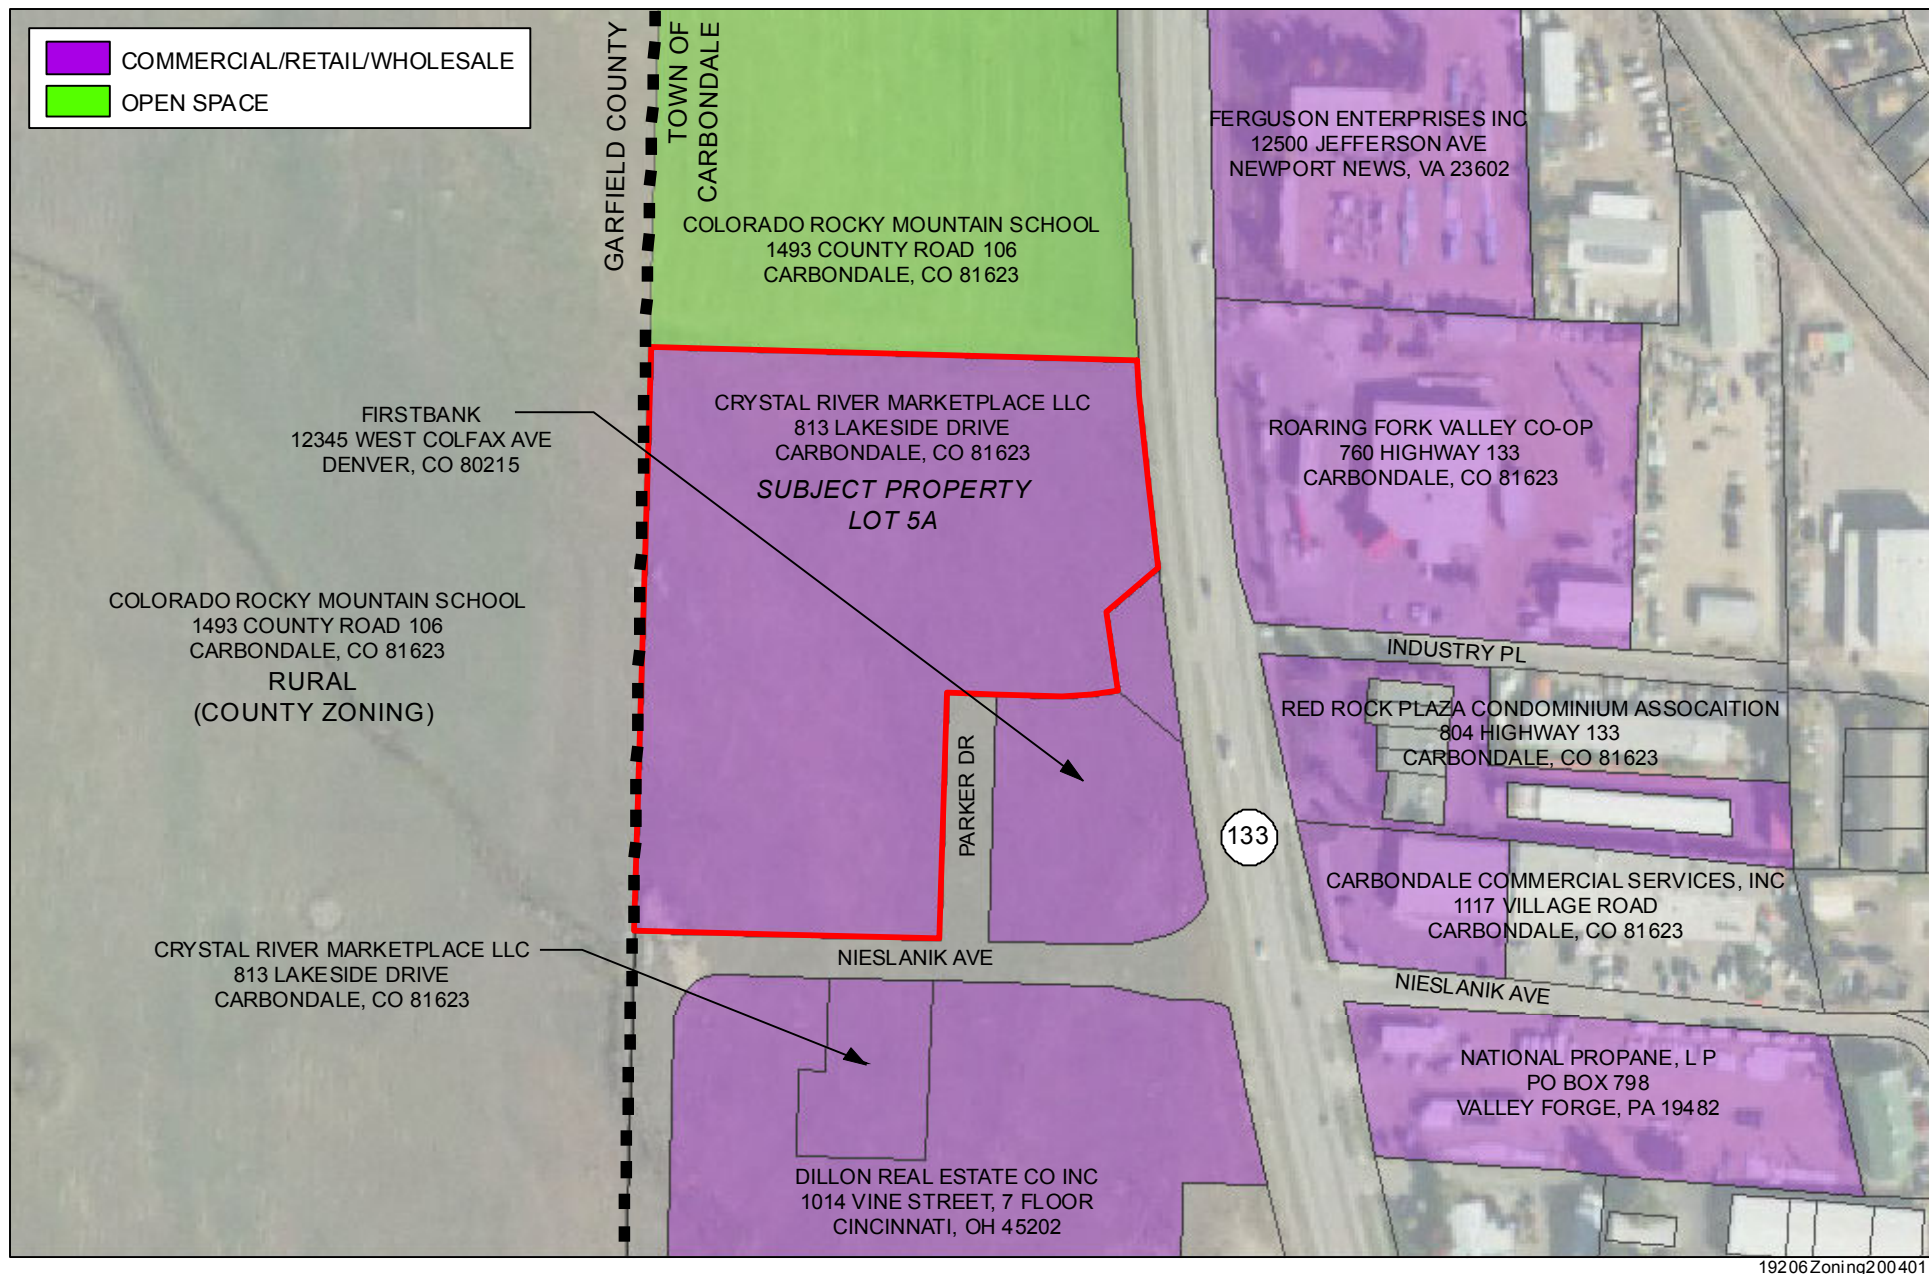 COMMERCIAL/RETAIL/WHOLESALE
OPEN SPACE
GARFIELD COUNTY
TOWN OF
CARBONDALE
FERGUSON ENTERPRISES INC
12500 JEFFERSON AVE
NEWPORT NEWS, VA 23602
COLORADO ROCKY MOUNTAIN SCHOOL
1493 COUNTY ROAD 106
CARBONDALE, CO 81623
FIRSTBANK
12345 WEST COLFAX AVE
DENVER, CO 80215
CRYSTAL RIVER MARKETPLACE LLC
813 LAKESIDE DRIVE
CARBONDALE, CO 81623
SUBJECT PROPERTY
LOT 5A
ROARING FORK VALLEY CO-OP
760 HIGHWAY 133
CARBONDALE, CO 81623
COLORADO ROCKY MOUNTAIN SCHOOL
1493 COUNTY ROAD 106
CARBONDALE, CO 81623
RURAL
(COUNTY ZONING)
INDUSTRY PL
RED ROCK PLAZA CONDOMINIUM ASSOCAITION
804 HIGHWAY 133
CARBONDALE, CO 81623
PARKER DR
133
CARBONDALE COMMERCIAL SERVICES, INC
1117 VILLAGE ROAD
CARBONDALE, CO 81623
CRYSTAL RIVER MARKETPLACE LLC
813 LAKESIDE DRIVE
CARBONDALE, CO 81623
NIESLANIK AVE
NIESLANIK AVE
NATIONAL PROPANE, L P
PO BOX 798
VALLEY FORGE, PA 19482
DILLON REAL ESTATE CO INC
1014 VINE STREET, 7 FLOOR
CINCINNATI, OH 45202
19206Zoning200401